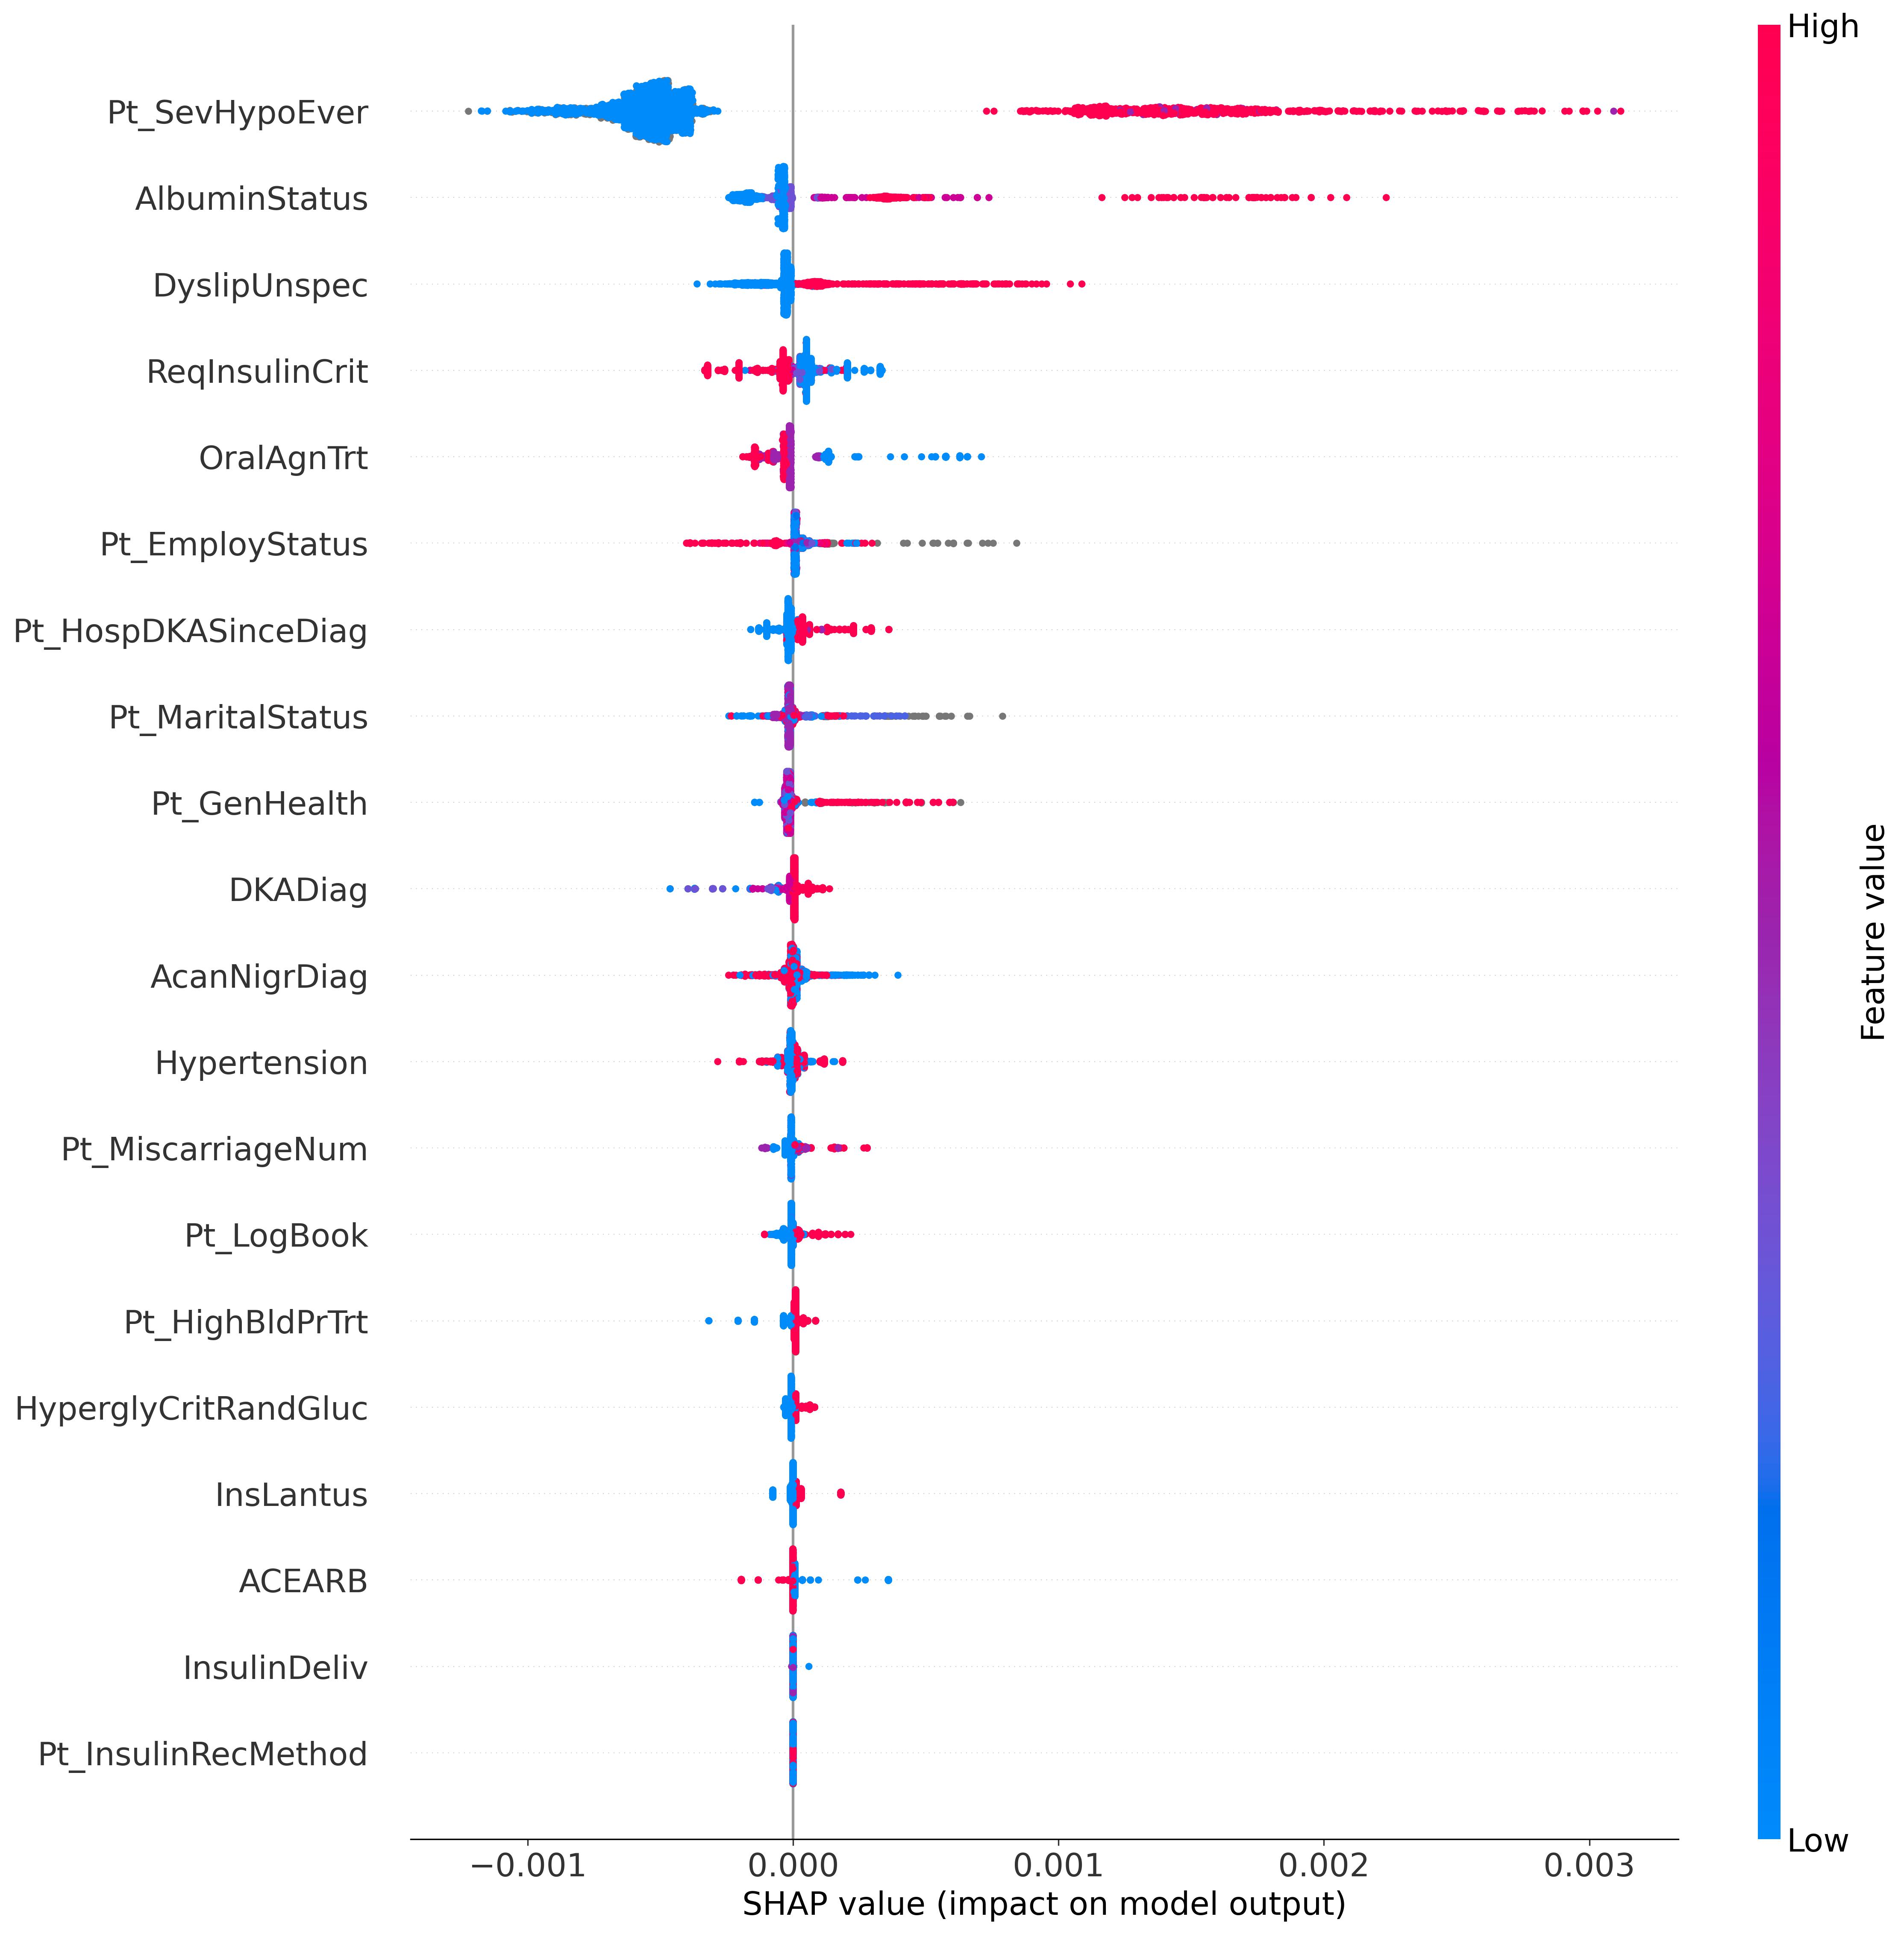 High
Pt_SevHypoEver
AlbuminStatus
DyslipUnspec
ReqInsulinCrit
OralAgnTrt
Pt_EmployStatus
Pt_HospDKASinceDiag
Pt_MaritalStatus
Pt_GenHealth
DKADiag
AcanNigrDiag
Hypertension
Pt_MiscarriageNum
Pt_LogBook
Pt_HighBldPrTrt
HyperglyCritRandGluc
InsLantus
ACEARB
InsulinDeliv
Pt_InsulinRecMethod
Feature value
Low
−0.001 0.000 0.001 0.002 0.003
SHAP value (impact on model output)